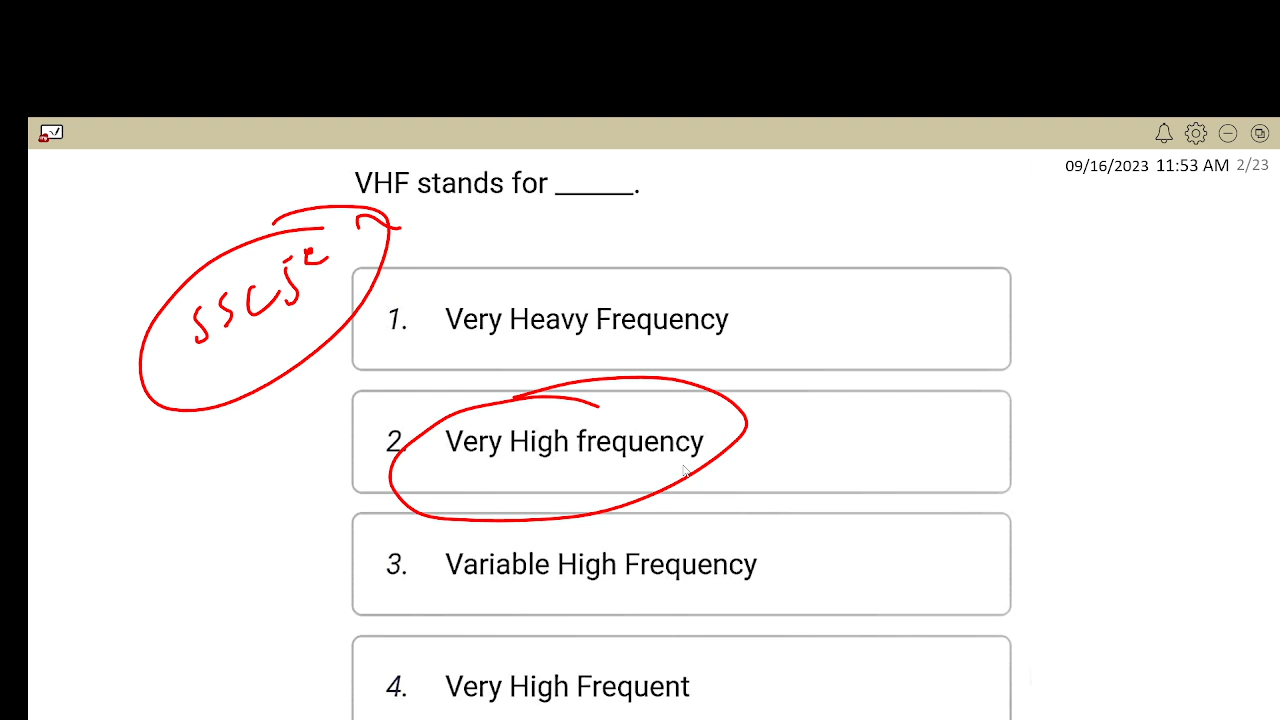 09/16/2023 11:53 AM 2/23
VHF stands for ______.
SSCJE
1. Very Heavy Frequency
2. Very High frequency
3. Variable High Frequency
4. Very High Frequent